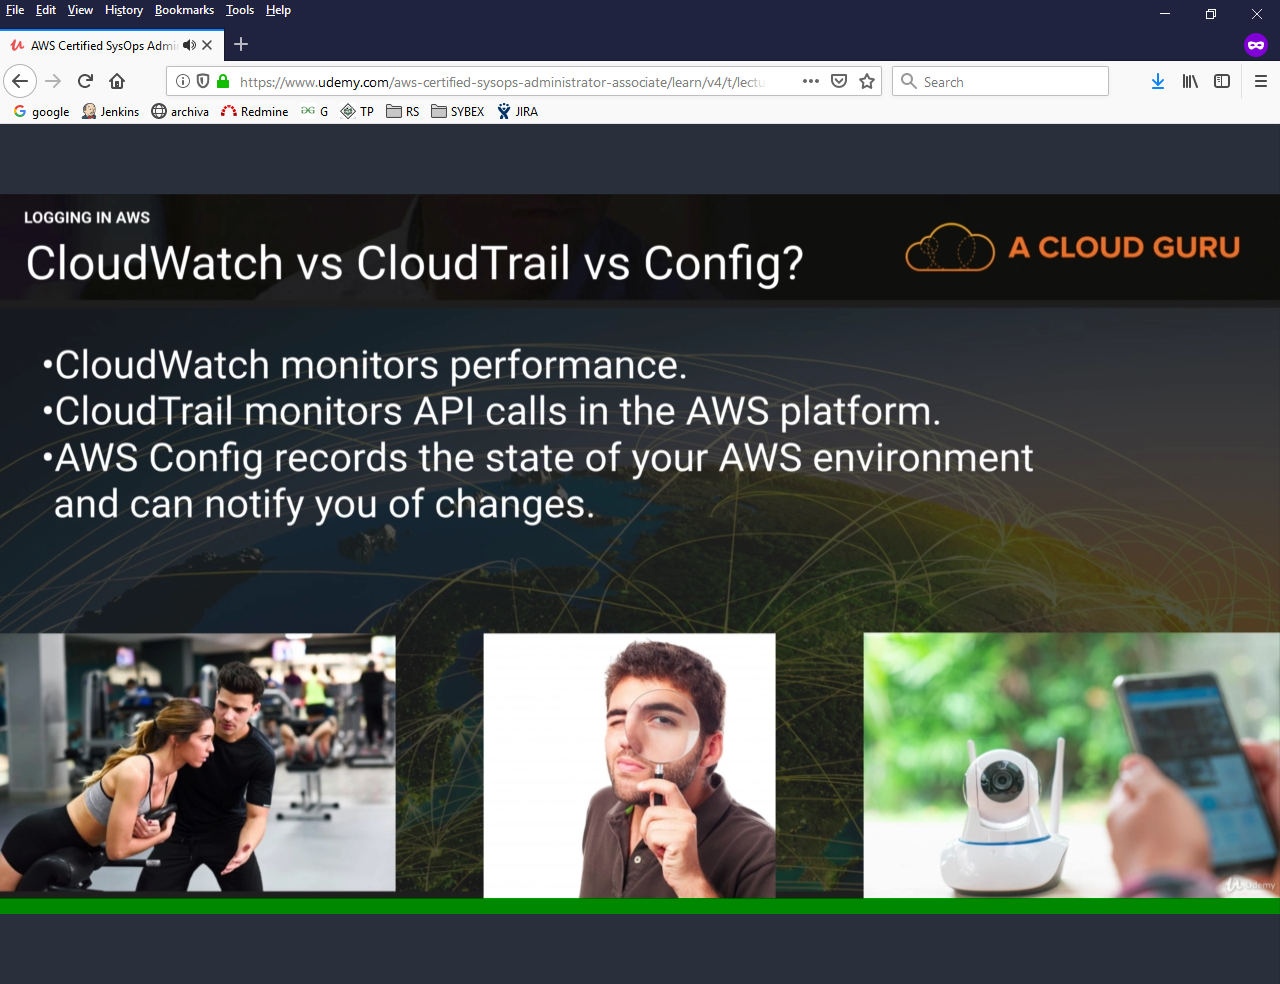 File Edit View History Bookmarks Tools Help
AWS Certified SysOps Admi
https://www.udemy.com/aws-certified-sysops-administrator-associate/learn/v4/t/lectu
Search
google Jenkins archiva Redmine G TP RS SYBEX JIRA
LOGGING IN AWS
CloudWatch vs CloudTrail vs Config?
A CLOUD GURU
•CloudWatch monitors performance.
•CloudTrail monitors API calls in the AWS platform.
•AWS Config records the state of your AWS environment
and can notify you of changes.
Udemy